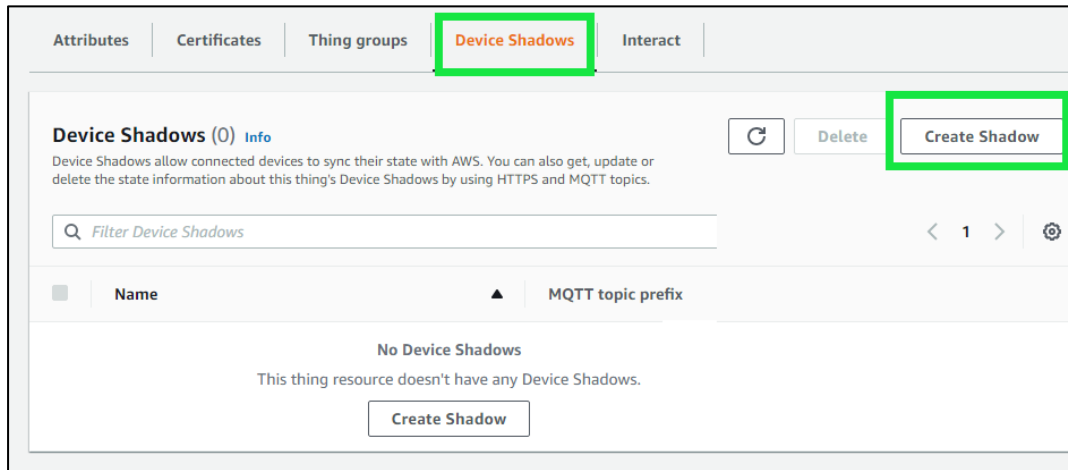 Attributes Certificates Thing groups Device Shadows Interact
Device Shadows (0) Info
Delete Create Shadow
Device Shadows allow connected devices to sync their state with AWS. You can also get, update or
delete the state information about this thing's Device Shadows by using HTTPS and MQTT topics.
Filter Device Shadows
1
Name MQTT topic prefix
No Device Shadows
This thing resource doesn't have any Device Shadows.
Create Shadow